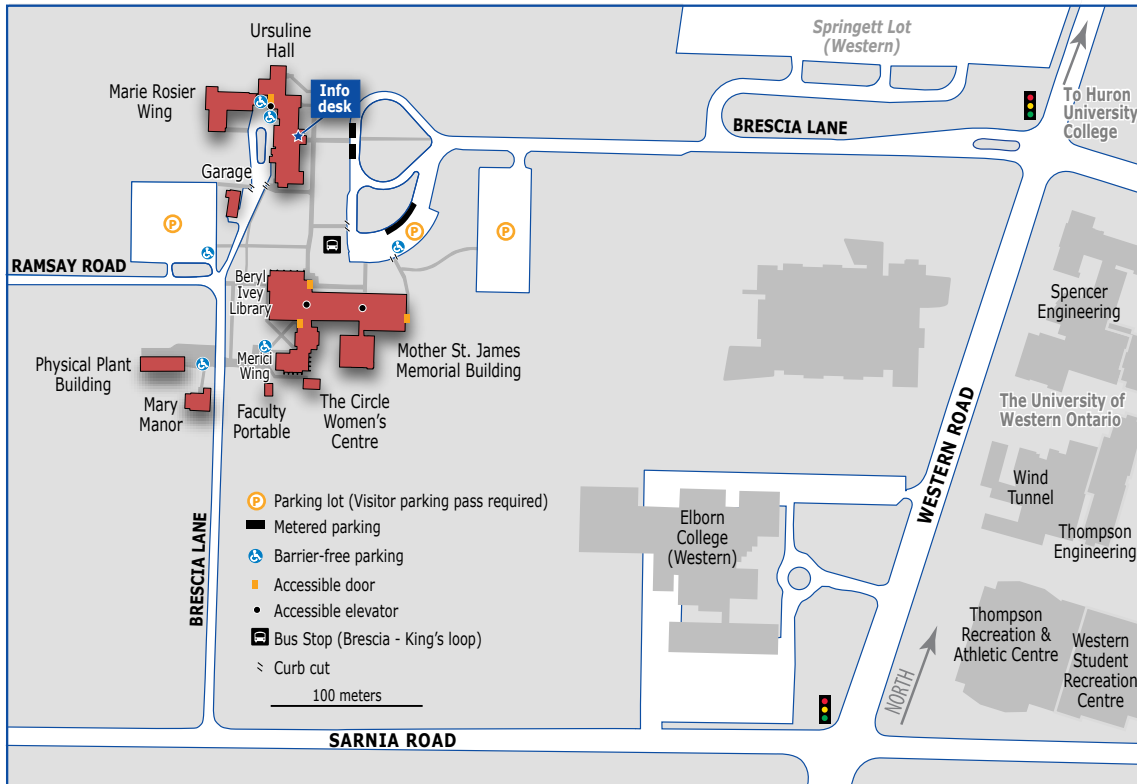 Ursuline
Hall
Springett Lot
(Western)
Marie Rosier
Wing
Info
desk
To Huron
University
College
BRESCIA LANE
Garage
P
P
P
RAMSAY ROAD
Beryl
Ivey
Library
Spencer
Engineering
Physical Plant
Building
Merici
Wing
Mother St. James
Memorial Building
Mary
Manor
Faculty
Portable
The Circle
Women's
Centre
The University of
Western Ontario
WESTERN ROAD
Wind
Tunnel
Thompson
Engineering
Elborn
College
(Western)
BRESCIA LANE
P Parking lot (Visitor parking pass required)
Metered parking
Barrier-free parking
Accessible door
Accessible elevator
Bus Stop (Brescia - King's loop)
Curb cut
100 meters
Thompson
Recreation &
Athletic Centre
Western
Student
Recreation
Centre
NORTH
SARNIA ROAD